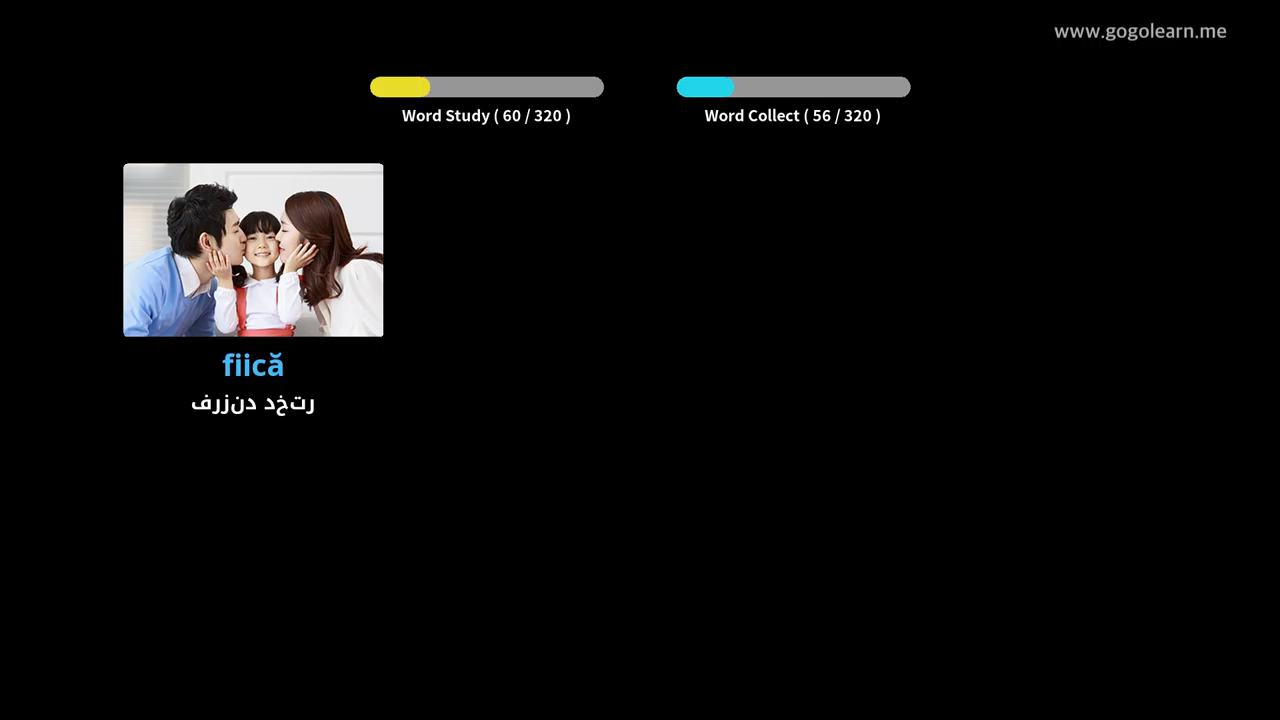 www.gogolearn.me
Word Study ( 60 / 320 )
Word Collect ( 56 / 320 )
fiică
رتخد دنزرف